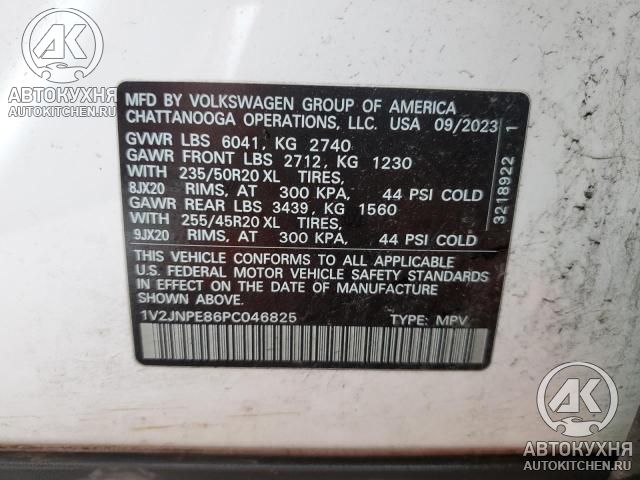 АВТОКУХНЯ
AUTOKITCHEN.RU
MFD BY VOLKSWAGEN GROUP OF AMERICA
CHATTANOOGA OPERATIONS, LLC. USA 09/2023
GVWR LBS 6041, KG 2740
GAWR FRONT LBS 2712, KG 1230
WITH 235/50R20 XL TIRES,
8JX20 RIMS, AT 300 KPA, 44 PSI COLD
GAWR REAR LBS 3439, KG 1560
WITH 255/45R20 XL TIRES,
9JX20 RIMS, AT 300 KPA, 44 PSI COLD
THIS VEHICLE CONFORMS TO ALL APPLICABLE
U.S. FEDERAL MOTOR VEHICLE SAFETY STANDARDS
IN EFFECT ON THE DATE OF MANUFACTURE
SHOWN ABOVE.
1V2JNPE86PC046825 TYPE: MPV
3218922 1
АК
АВТОКУХНЯ
AUTOKITCHEN.RU